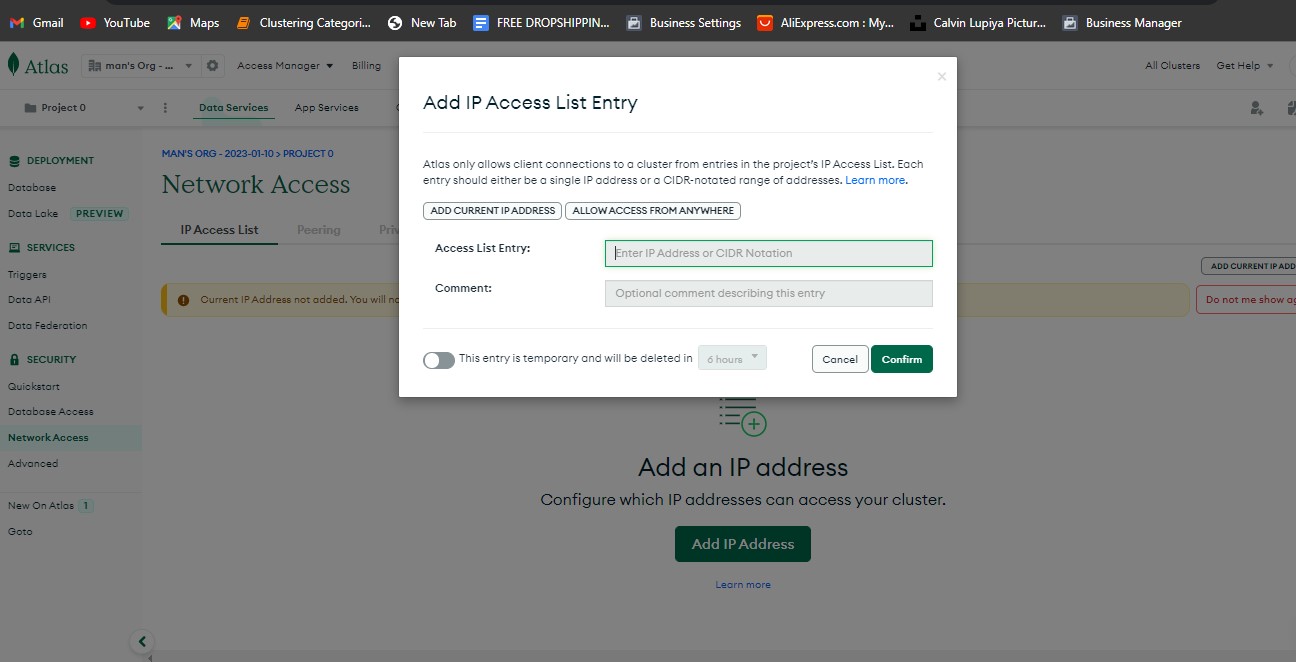 Gmail YouTube Maps Clustering Categori... New Tab FREE DROPSHIPPIN... Business Settings AliExpress.com : My... Calvin Lupiya Pictur... Business Manager
Atlas man's Org - ... Access Manager Billing All Clusters Get Help
Project 0 Data Services App Services
DEPLOYMENT
Database
Data Lake PREVIEW
SERVICES
Triggers
Data API
Data Federation
SECURITY
Quickstart
Database Access
Network Access
Advanced
New On Atlas 1
Goto
MAN'S ORG - 2023-01-10 > PROJECT 0
Network Access
IP Access List Peering
ADD CURRENT IP ADD
Current IP Address not added. You will
Do not me show
Add IP Access List Entry
×
Atlas only allows client connections to a cluster from entries in the project's IP Access List. Each
entry should either be a single IP address or a CIDR-notated range of addresses. Learn more.
ADD CURRENT IP ADDRESS ALLOW ACCESS FROM ANYWHERE
Access List Entry: Enter IP Address or CIDR Notation
Comment: Optional comment describing this entry
This entry is temporary and will be deleted in 6 hours Cancel Confirm
Add an IP address
Configure which IP addresses can access your cluster.
Add IP Address
Learn more